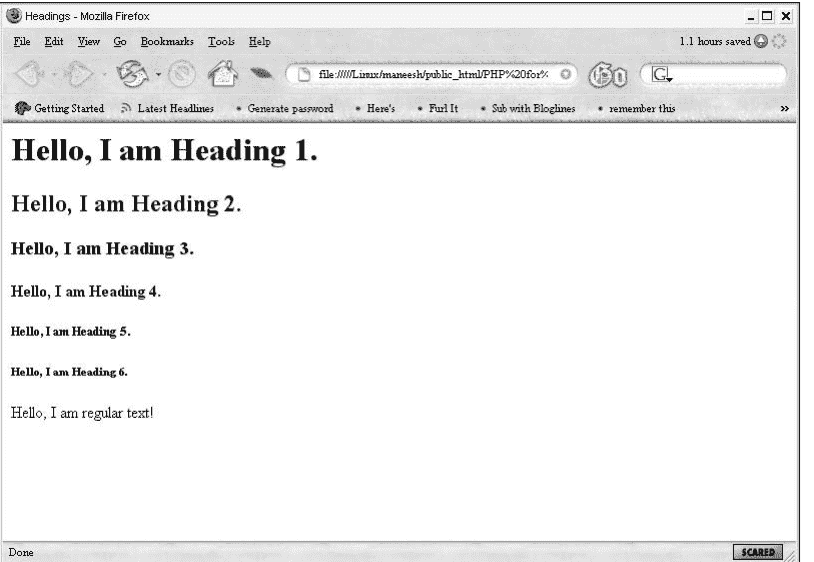 Headings - Mozilla Firefox
File Edit View Go Bookmarks Tools Help 1.1 hours saved
file://///Linux/maneesh/public_html/PHP%20for% Go G
Getting Started Latest Headlines Generate password Here's Furl It Sub with Bloglines remember this »
Hello, I am Heading 1.
Hello, I am Heading 2.
Hello, I am Heading 3.
Hello, I am Heading 4.
Hello, I am Heading 5.
Hello, I am Heading 6.
Hello, I am regular text!
Done SCARED